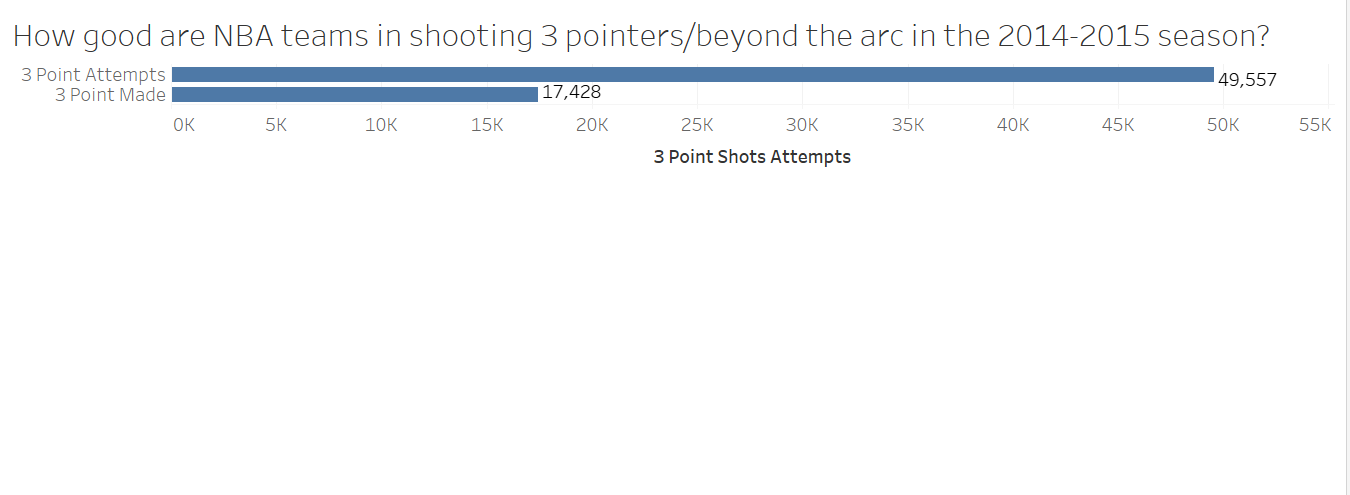 How good are NBA teams in shooting 3 pointers/beyond the arc in the 2014-2015 season?
3 Point Attempts 49,557
3 Point Made 17,428
0K 5K 10K 15K 20K 25K 30K 35K 40K 45K 50K 55K
3 Point Shots Attempts